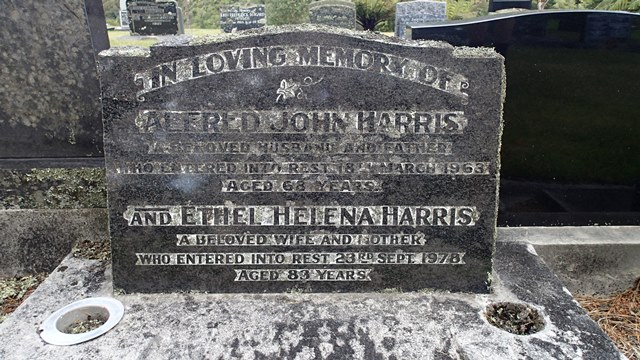 IN LOVING MEMORY OF
ALFRED JOHN HARRIS
A BELOVED HUSBAND AND FATHER
WHO ENTERED INTO REST 18TH MARCH 1963
AGED 68 YEARS.
AND ETHEL HELENA HARRIS
A BELOVED WIFE AND MOTHER
WHO ENTERED INTO REST 23RD SEPT. 1978
AGED 83 YEARS.